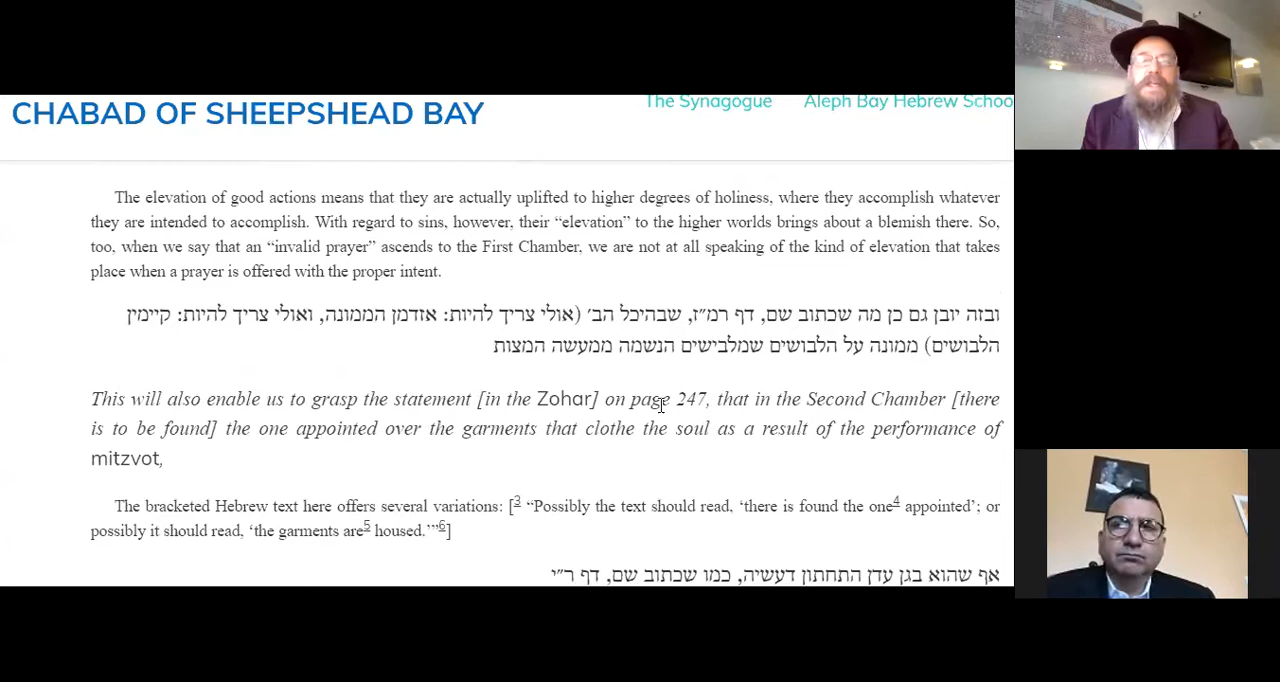 The Synagogue Aleph Bay Hebrew Schoo
CHABAD OF SHEEPSHEAD BAY
The elevation of good actions means that they are actually uplifted to higher degrees of holiness, where they accomplish whatever
they are intended to accomplish. With regard to sins, however, their “elevation” to the higher worlds brings about a blemish there. So,
too, when we say that an “invalid prayer” ascends to the First Chamber, we are not at all speaking of the kind of elevation that takes
place when a prayer is offered with the proper intent.
ובזה יובן גם כן מה שכתוב שם, דף רמ״ז, שבהיכל הב׳ (אולי צריך להיות: אזדמן הממונה, ואולי צריך להיות: קיימין
הלבושים) ממונה על הלבושים שמלבישים הנשמה ממעשה המצות
This will also enable us to grasp the statement [in the Zohar] on page 247, that in the Second Chamber [there
is to be found] the one appointed over the garments that clothe the soul as a result of the performance of
mitzvot,
The bracketed Hebrew text here offers several variations: [3 “Possibly the text should read, ‘there is found the one4 appointed’; or
possibly it should read, ‘the garments are5 housed.’”6]
אף שהוא בגן עדן התחתון דעשיה, כמו שכתוב שם, דף ר״י